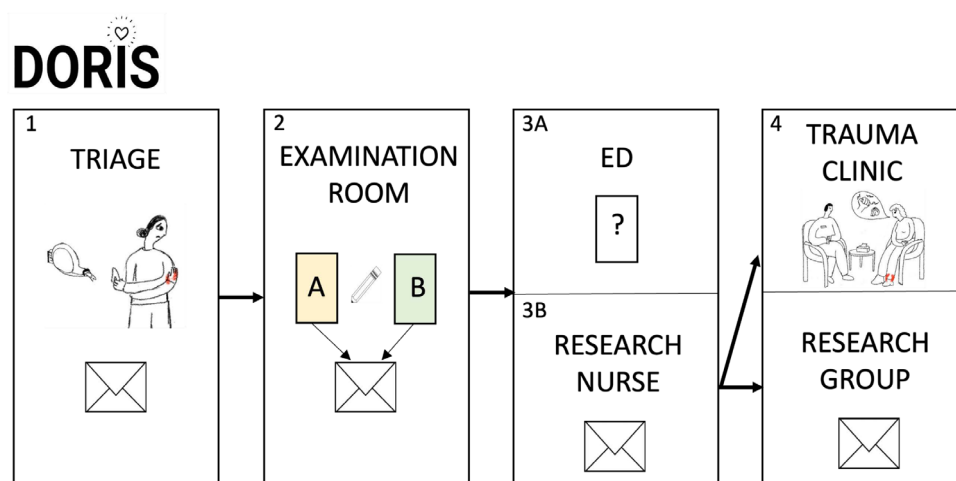 DORIS
1
TRIAGE
2
EXAMINATION
ROOM
A
B
3A
ED
?
3B
RESEARCH
NURSE
4
TRAUMA
CLINIC
RESEARCH
GROUP